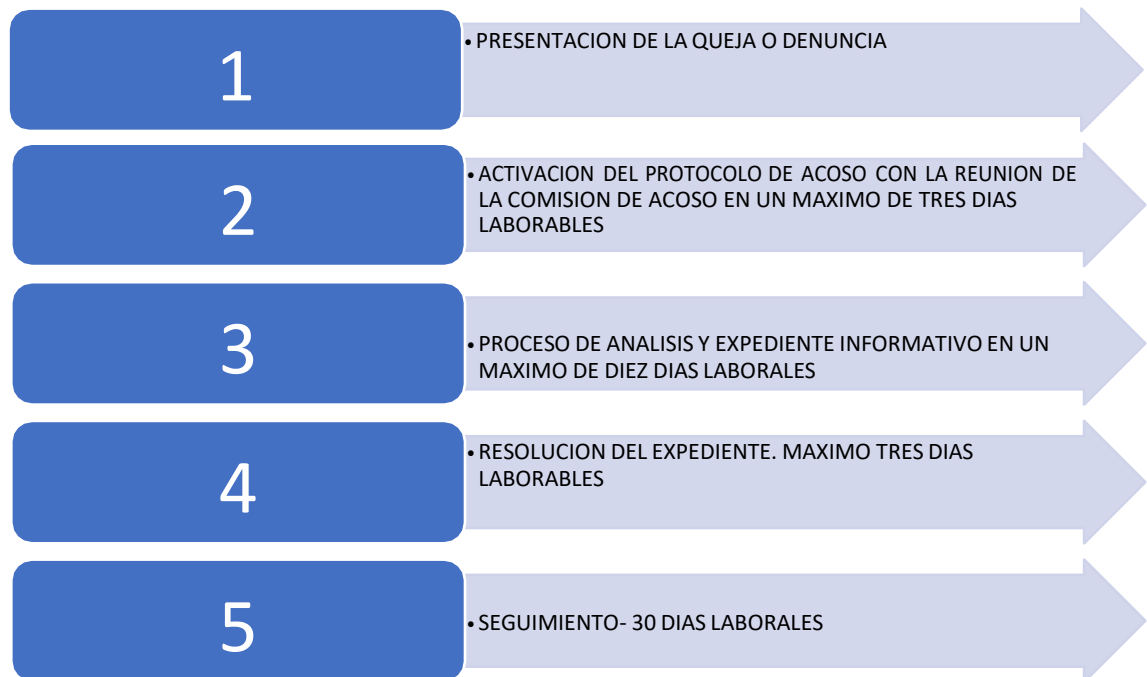 1
• PRESENTACION DE LA QUEJA O DENUNCIA
2
• ACTIVACION DEL PROTOCOLO DE ACOSO CON LA REUNION DE
LA COMISION DE ACOSO EN UN MAXIMO DE TRES DIAS
LABORABLES
3
• PROCESO DE ANALISIS Y EXPEDIENTE INFORMATIVO EN UN
MAXIMO DE DIEZ DIAS LABORALES
4
• RESOLUCION DEL EXPEDIENTE. MAXIMO TRES DIAS
LABORABLES
5
• SEGUIMIENTO- 30 DIAS LABORALES